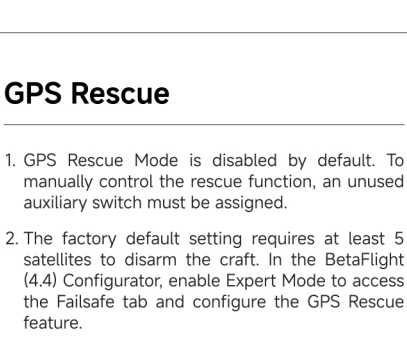 GPS Rescue
1. GPS Rescue Mode is disabled by default. To
manually control the rescue function, an unused
auxiliary switch must be assigned.
2. The factory default setting requires at least 5
satellites to disarm the craft. In the BetaFlight
(4.4) Configurator, enable Expert Mode to access
the Failsafe tab and configure the GPS Rescue
feature.